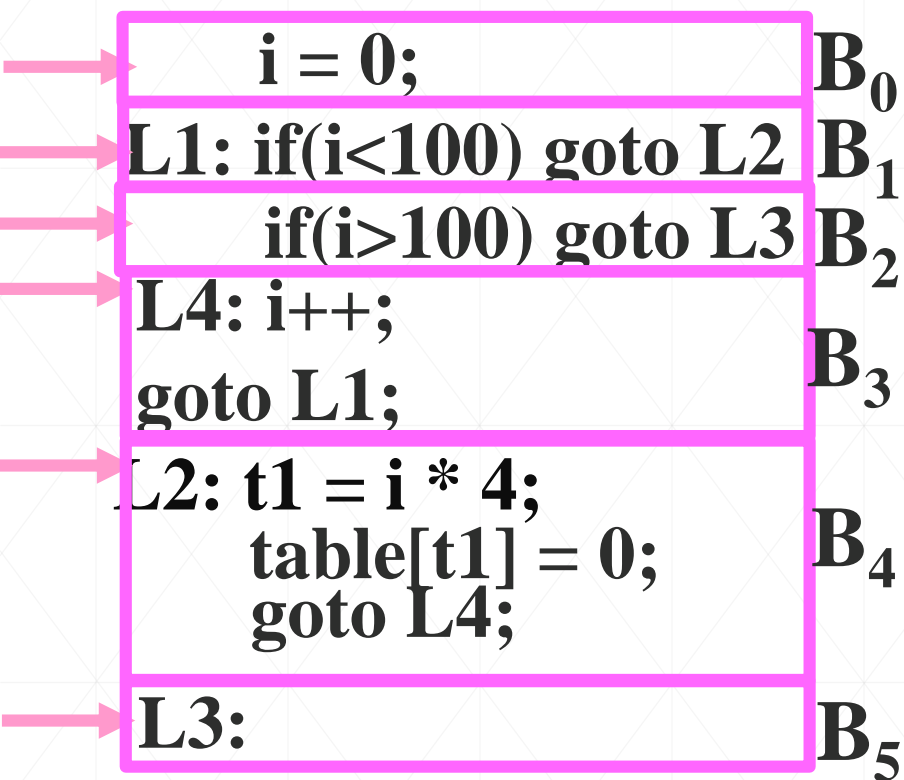 i = 0; B0
L1: if(i<100) goto L2 B1
if(i>100) goto L3 B2
L4: i++;
B3
goto L1;
L2: t1 = i * 4;
table[t1] = 0; B4
goto L4;
L3: B5